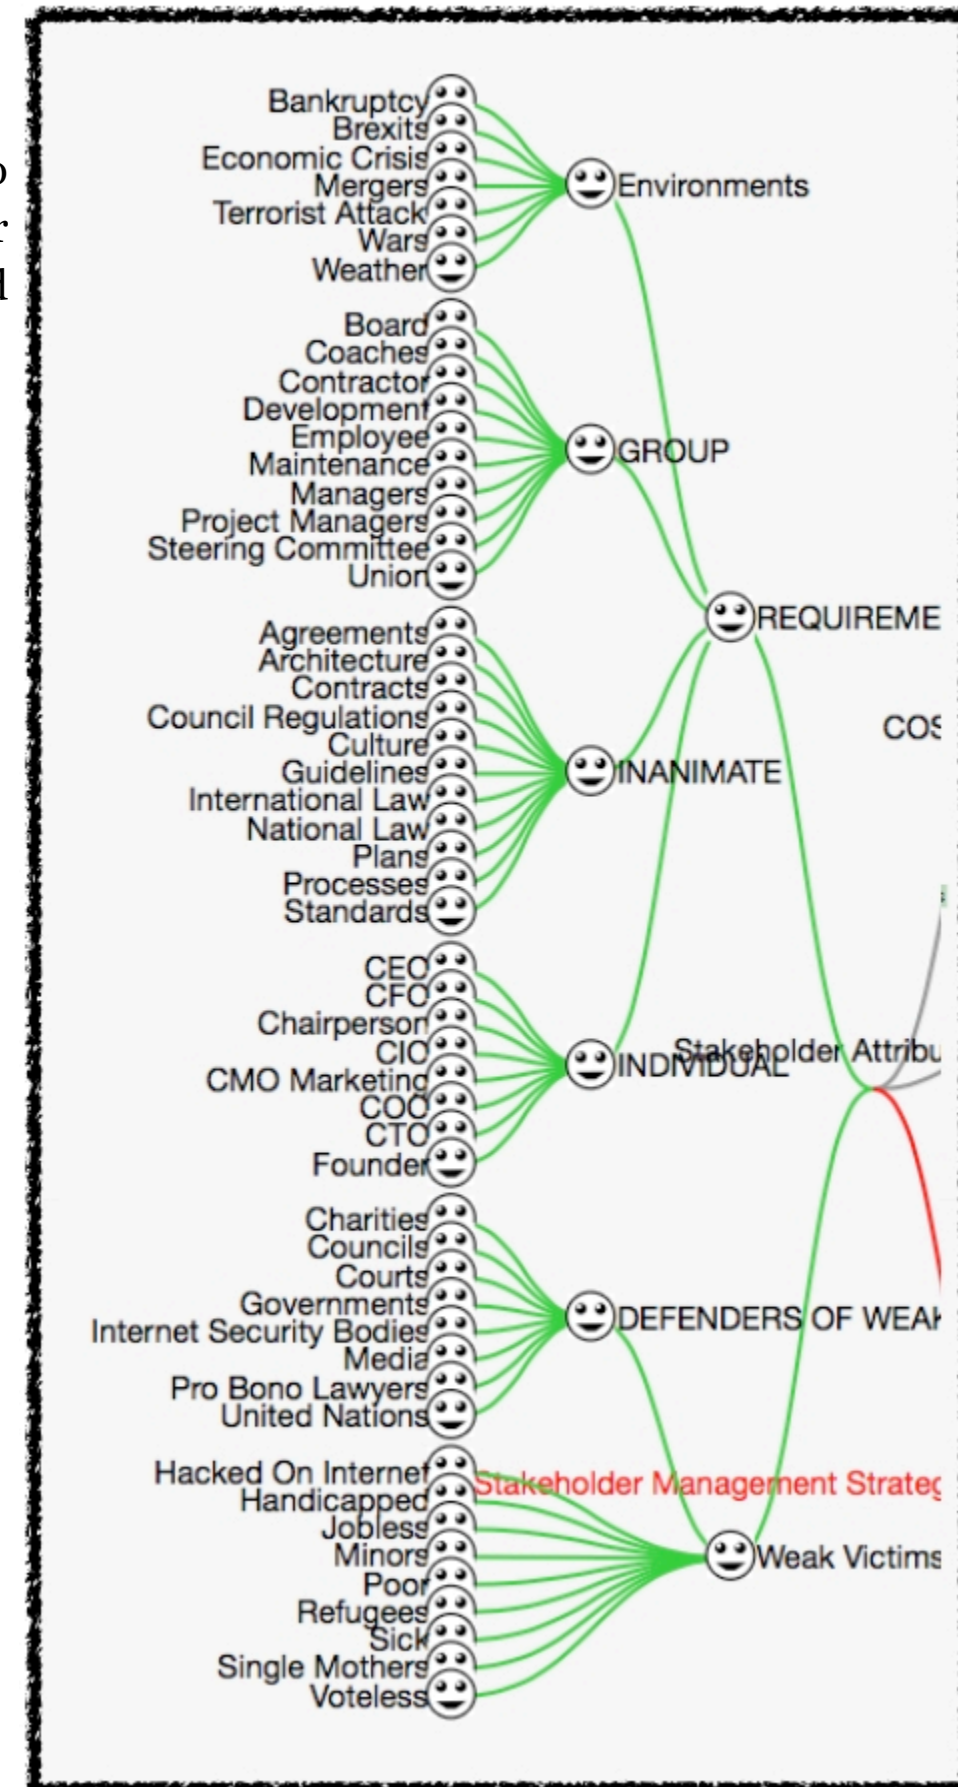 Bankruptcy
Brexits
Economic Crisis
Mergers
Terrorist Attack
Wars
Weather
Environments
Board
Coaches
Contractor
Development
Employee
Maintenance
Managers
Project Managers
Steering Committee
Union
GROUP
REQUIREME
Agreements
Architecture
Contracts
Council Regulations
Culture
Guidelines
International Law
National Law
Plans
Processes
Standards
INANIMATE
COS
CEO
CFO
Chairperson
CIO
CMO Marketing
COO
CTO
Founder
Stakeholder Attribu
INDIVIDUAL
Charities
Councils
Courts
Governments
Internet Security Bodies
Media
Pro Bono Lawyers
United Nations
DEFENDERS OF WEAK
Hacked On Internet
Handicapped
Jobless
Minors
Poor
Refugees
Sick
Single Mothers
Voteless
Stakeholder Management Strateg
Weak Victims